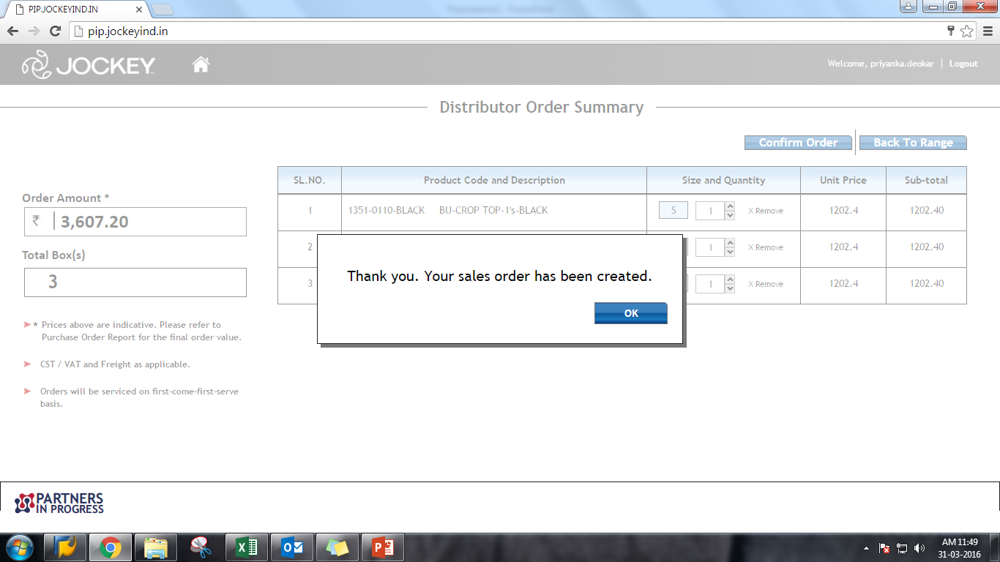 PIP.JOCKEYIND.IN
pip.jockeyind.in
JOCKEY
Welcome, priyanka.deokar | Logout
Distributor Order Summary
Confirm Order | Back To Range
Order Amount *
₹ 3,607.20
Total Box(s)
3
* Prices above are indicative. Please refer to
Purchase Order Report for the final order value.
CST / VAT and Freight as applicable.
Orders will be serviced on first-come-first-serve
basis.
SL.NO. Product Code and Description Size and Quantity Unit Price Sub-total
1 1351-0110-BLACK BU-CROP TOP-1's-BLACK S 1 X Remove 1202.4 1202.40
2 1 X Remove 1202.4 1202.40
3 1 X Remove 1202.4 1202.40
Thank you. Your sales order has been created.
OK
PARTNERS
IN PROGRESS
AM 11:49
31-03-2016